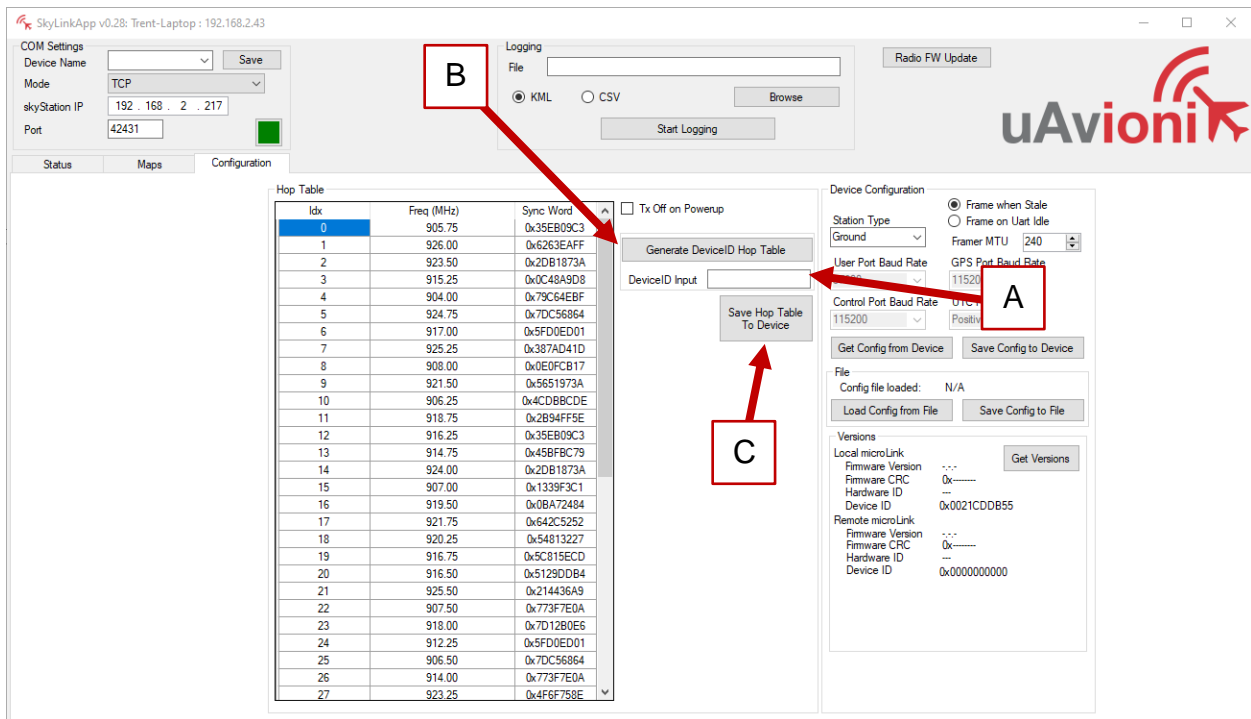 SkyLinkApp v0.28: Trent-Laptop : 192.168.2.43
COM Settings
Device Name Save
Mode TCP
skyStation IP 192 . 168 . 2 . 217
Port 42431
Logging
File
KML CSV Browse
Start Logging
Radio FW Update
uAvionix
B
Status Maps Configuration
Hop Table
Idx Freq (MHz) Sync Word
0 905.75 0x35EB09C3
1 926.00 0x6263EAFF
2 923.50 0x2DB1873A
3 915.25 0x0C48A9D8
4 904.00 0x79C64EBF
5 924.75 0x7DC56864
6 917.00 0x5FD0ED01
7 925.25 0x387AD41D
8 908.00 0x0E0FCB17
9 921.50 0x5651973A
10 906.25 0x4CDBBCDE
11 918.75 0x2B94FF5E
12 916.25 0x35EB09C3
13 914.75 0x45BFBC79
14 924.00 0x2DB1873A
15 907.00 0x1339F3C1
16 919.50 0x0BA72484
17 921.75 0x642C5252
18 920.25 0x54813227
19 916.75 0x5C815ECD
20 916.50 0x5129DDB4
21 925.50 0x214436A9
22 907.50 0x773F7E0A
23 918.00 0x7D12B0E6
24 912.25 0x5FD0ED01
25 906.50 0x7DC56864
26 914.00 0x773F7E0A
27 923.25 0x4F6F758E
Tx Off on Powerup
Generate DeviceID Hop Table
DeviceID Input
Save Hop Table
To Device
A
C
Device Configuration
Frame when Stale
Station Type Frame on Uart Idle
Ground Framer MTU 240
User Port Baud Rate GPS Port Baud Rate
1152
Control Port Baud Rate
115200 Positiv
Get Config from Device Save Config to Device
File
Config file loaded: N/A
Load Config from File Save Config to File
Versions
Local microLink Get Versions
Firmware Version -.-.-
Firmware CRC 0x--------
Hardware ID ---
Device ID 0x0021CDDB55
Remote microLink
Firmware Version -.-.-
Firmware CRC 0x--------
Hardware ID ---
Device ID 0x0000000000